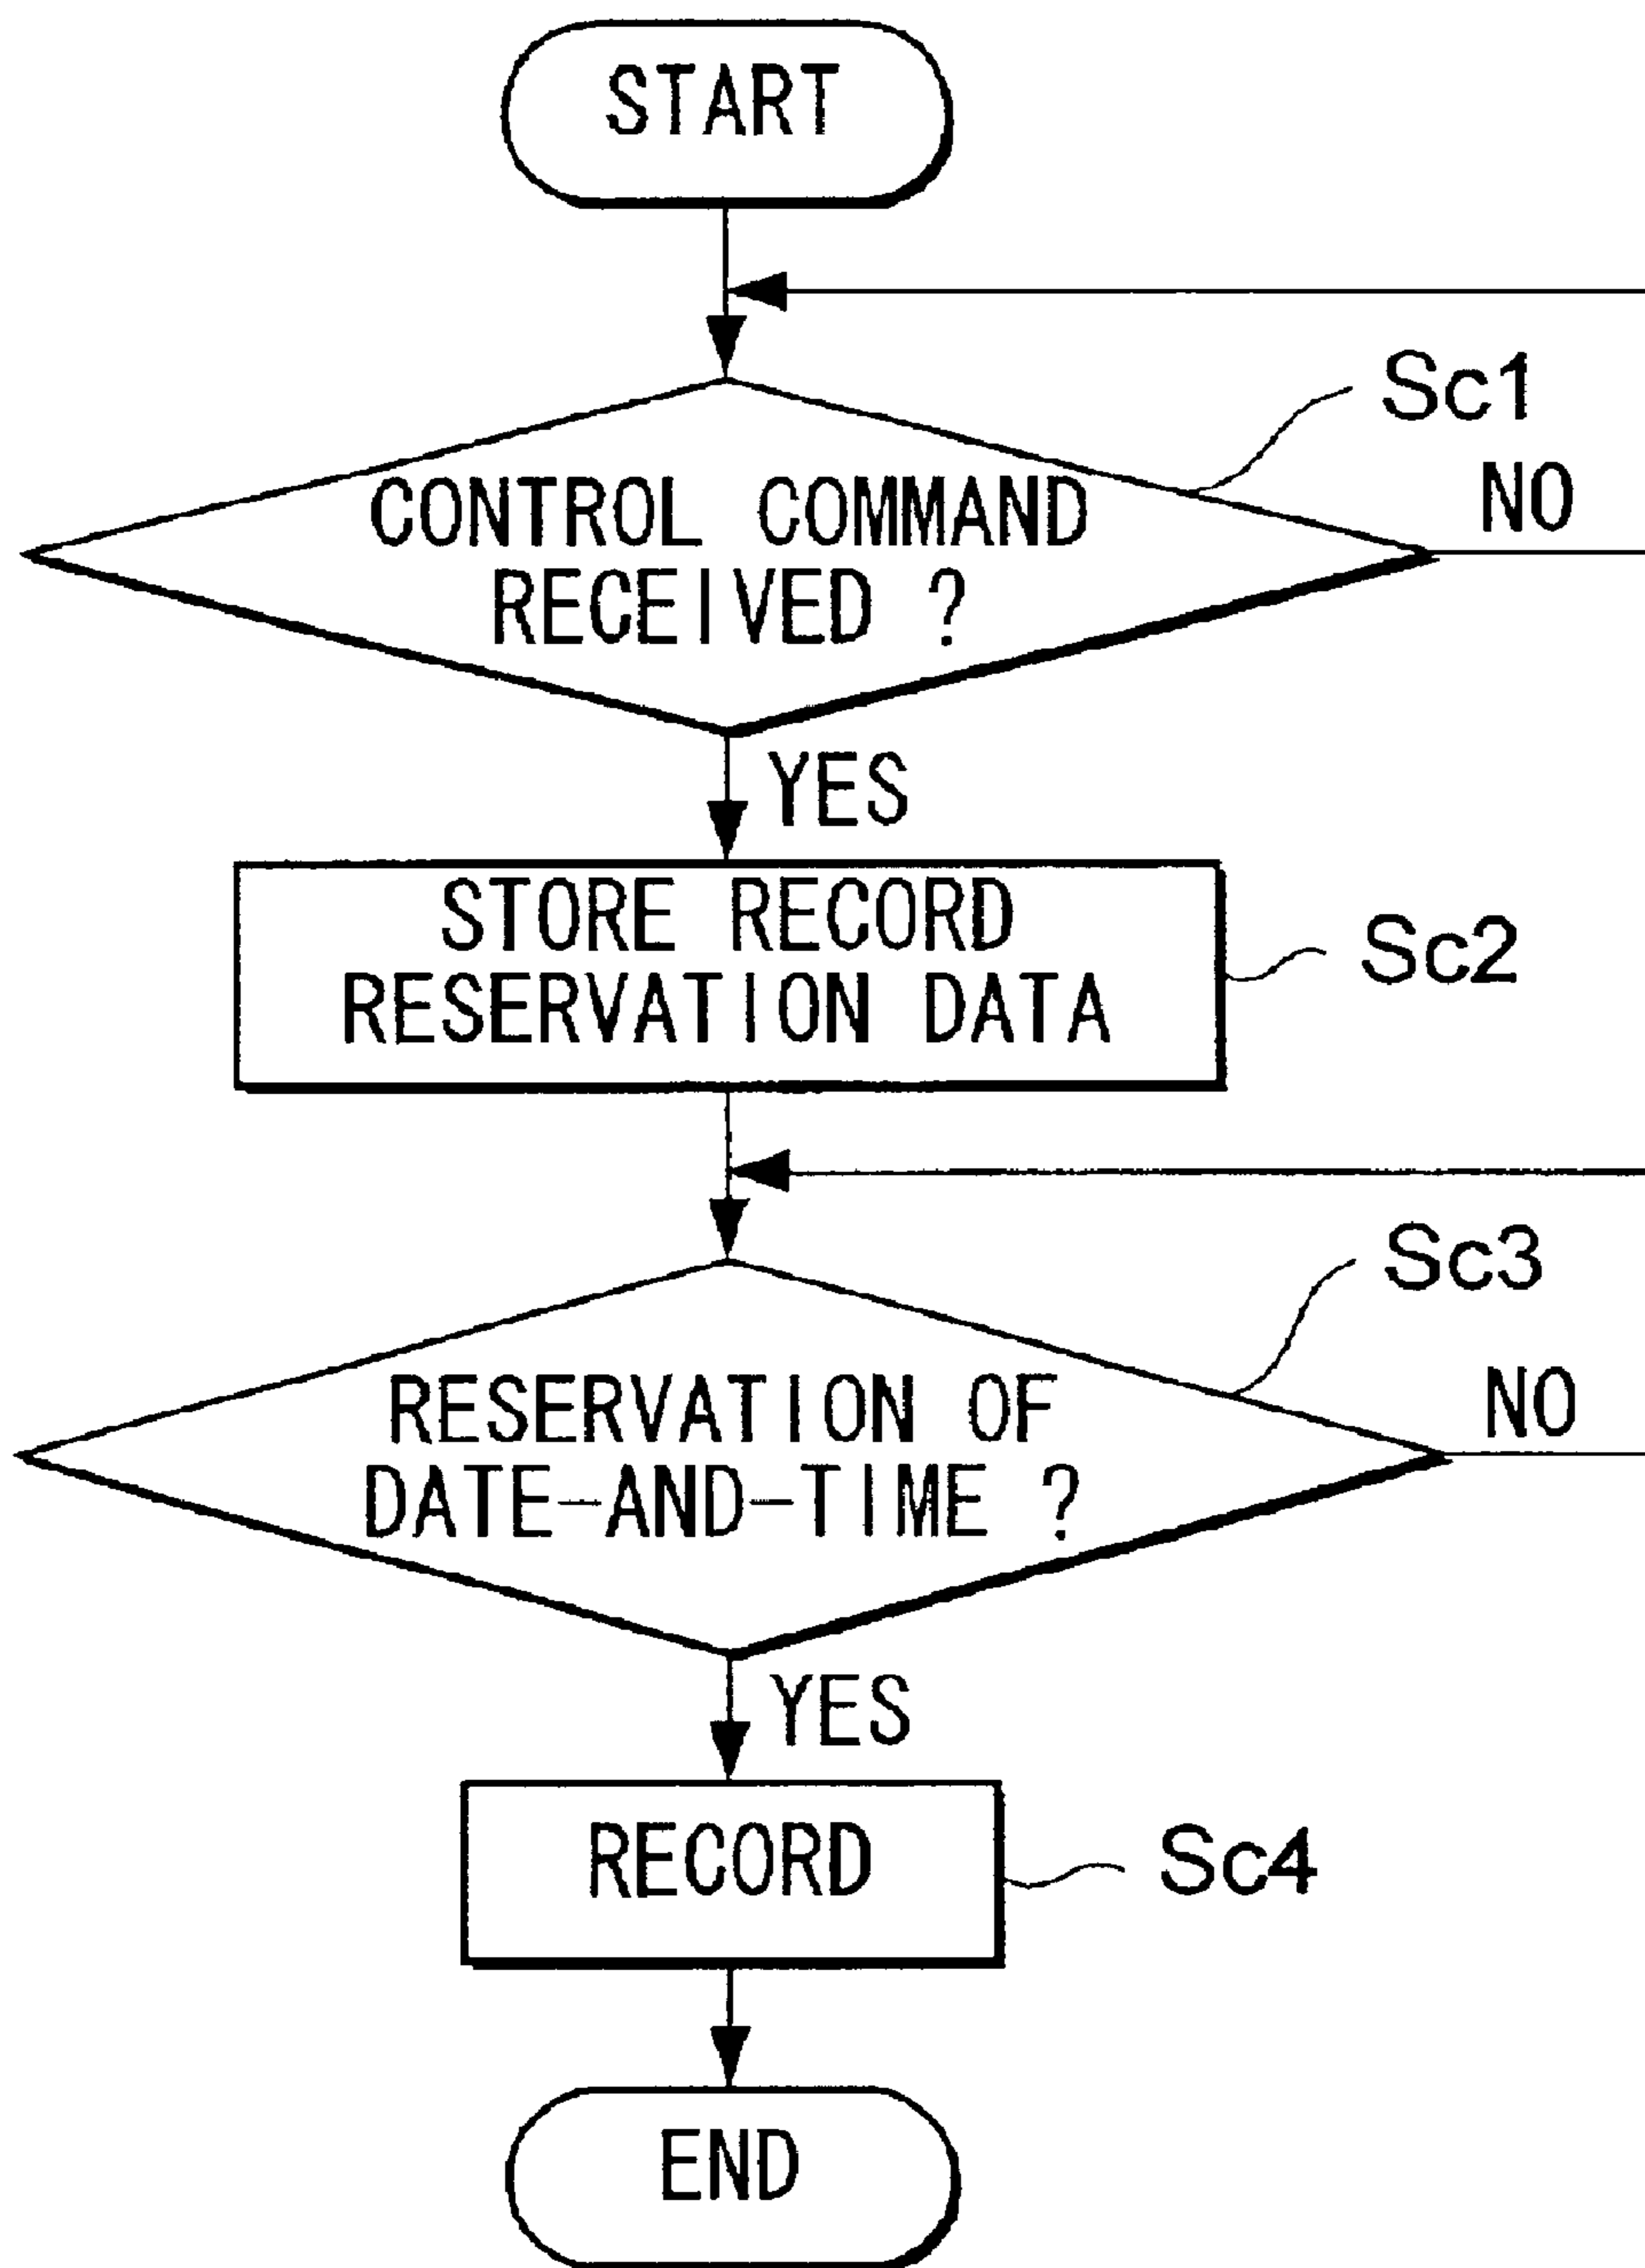 START
Sc1
CONTROL COMMAND
RECEIVED ?
NO
YES
STORE RECORD
RESERVATION DATA
Sc2
Sc3
RESERVATION OF
DATE-AND-TIME ?
NO
YES
RECORD
Sc4
END